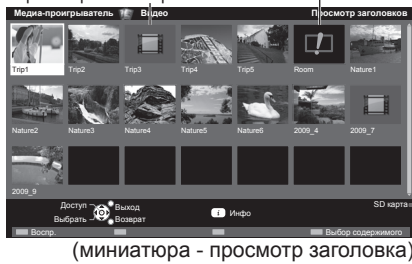 Медиа-проигрыватель Видео Просмотр заголовков
Trip1 Trip2 Trip3 Trip4 Trip5 Room Nature1
Nature2 Nature3 Nature4 Nature5 Nature6 2009_4 2009_7
2009_9
SD карта
Доступ Выход
Инфо
Выбрать Возврат
Воспр. Выбор содержимого
(миниатюра - просмотр заголовка)